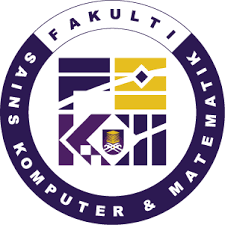 FAKULTI
SAINS KOMPUTER & MATEMATIK